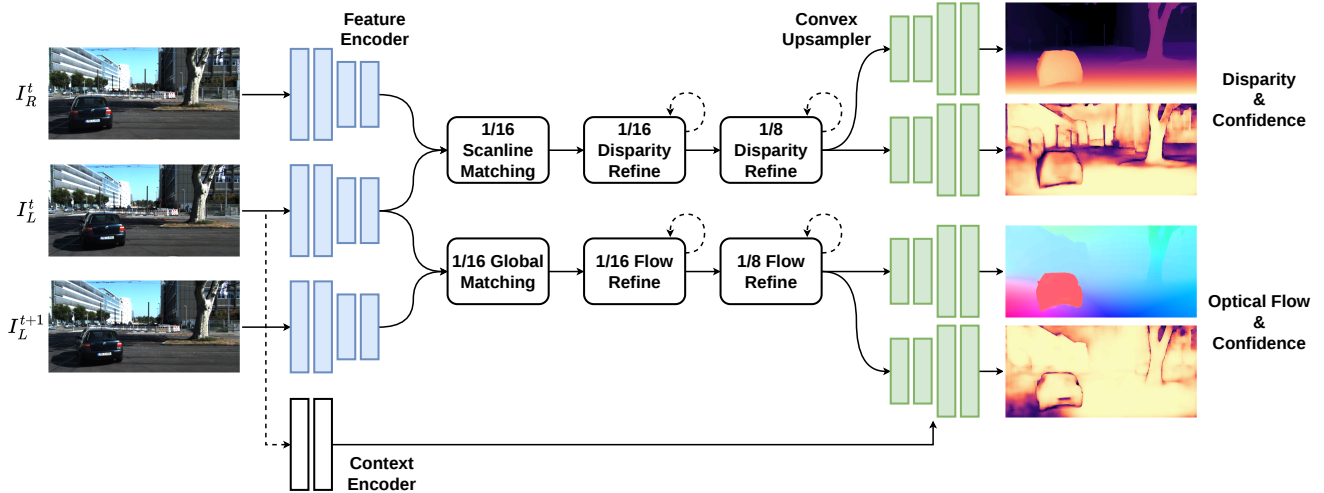 Feature
Encoder
Convex
Upsampler
I_R^t
1/16
Scanline
Matching
1/16
Disparity
Refine
1/8
Disparity
Refine
Disparity
&
Confidence
I_L^t
1/16 Global
Matching
1/16 Flow
Refine
1/8 Flow
Refine
I_L^{t+1}
Optical Flow
&
Confidence
Context
Encoder